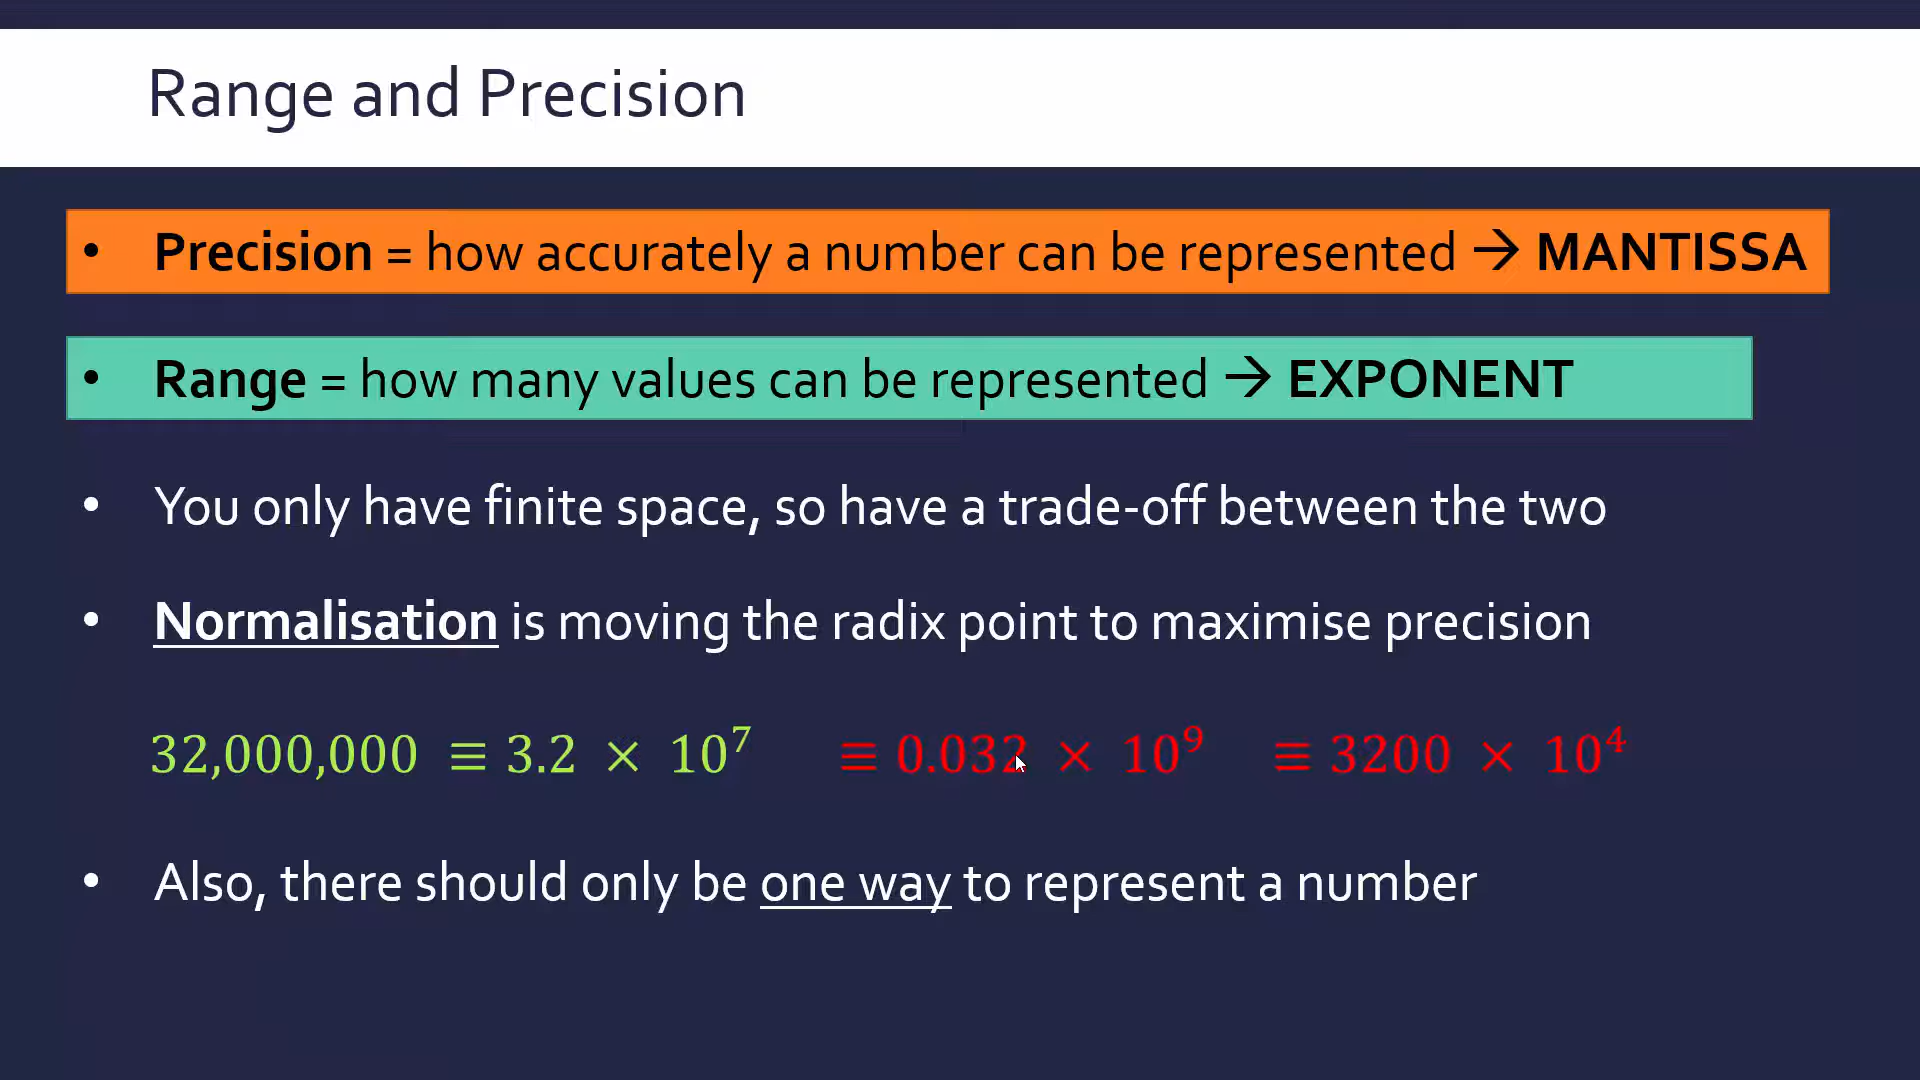 Range and Precision
• Precision = how accurately a number can be represented → MANTISSA
• Range = how many values can be represented → EXPONENT
• You only have finite space, so have a trade-off between the two
• Normalisation is moving the radix point to maximise precision
32,000,000 ≡ 3.2 × 10⁷ ≡ 0.032 × 10⁹ ≡ 3200 × 10⁴
• Also, there should only be one way to represent a number